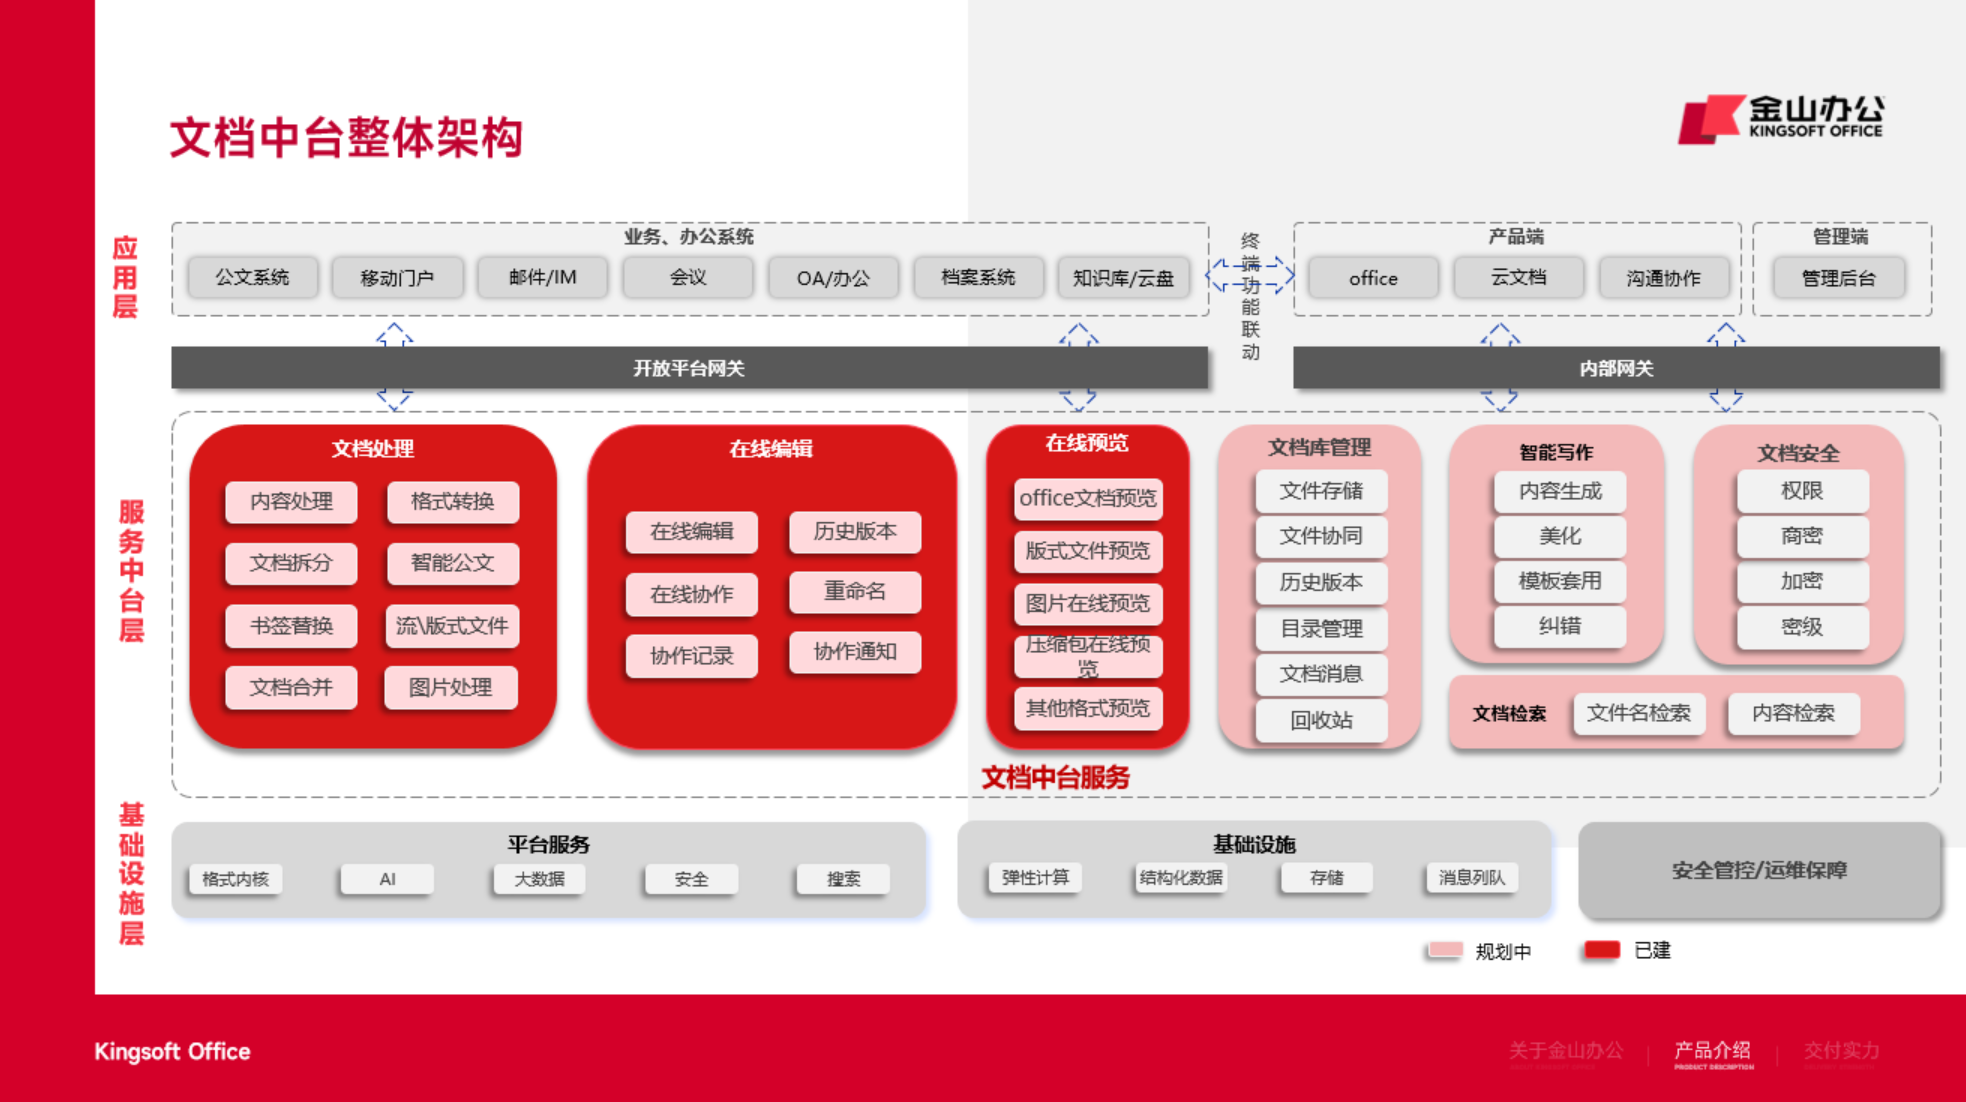 文档中台整体架构
金山办公
KINGSOFT OFFICE
应用层
业务、办公系统
公文系统
移动门户
邮件/IM
会议
OA/办公
档案系统
知识库/云盘
终端功能联动
产品端
office
云文档
沟通协作
管理端
管理后台
开放平台网关
内部网关
服务中台层
文档处理
内容处理
格式转换
文档拆分
智能公文
书签替换
流\版式文件
文档合并
图片处理
在线编辑
在线编辑
历史版本
在线协作
重命名
协作记录
协作通知
在线预览
office文档预览
版式文件预览
图片在线预览
压缩包在线预
览
其他格式预览
文档库管理
文件存储
文件协同
历史版本
目录管理
文档消息
回收站
智能写作
内容生成
美化
模板套用
纠错
文档安全
权限
商密
加密
密级
文档检索
文件名检索
内容检索
文档中台服务
基础设施层
平台服务
格式内核
AI
大数据
安全
搜索
基础设施
弹性计算
结构化数据
存储
消息列队
安全管控/运维保障
规划中
已建
Kingsoft Office
关于金山办公
产品介绍
PRODUCT DESCRIPTION
交付实力